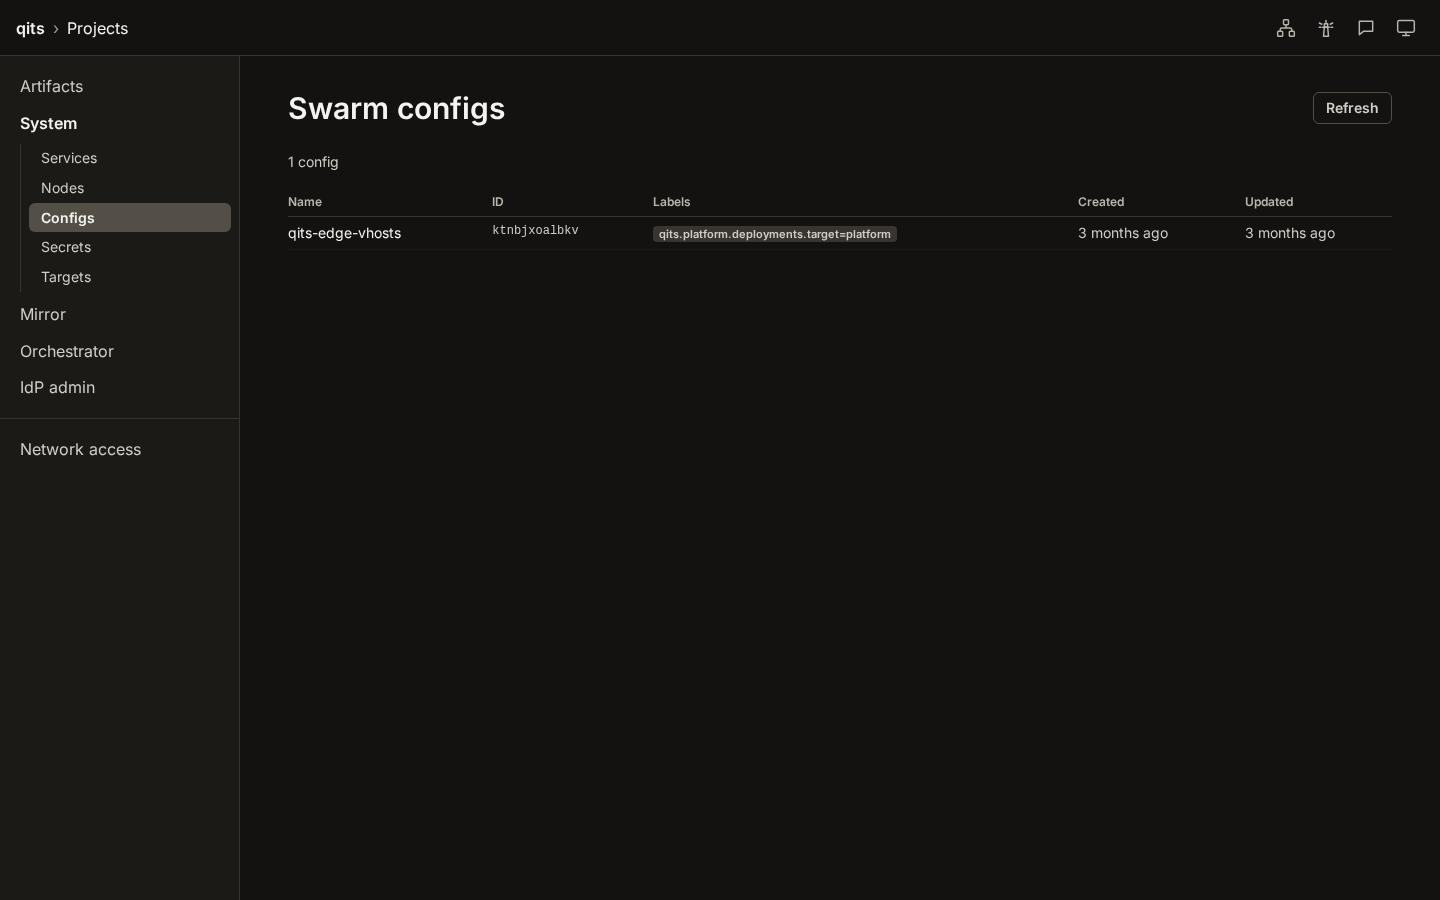 qits › Projects
Artifacts
System
Services
Nodes
Configs
Secrets
Targets
Mirror
Orchestrator
IdP admin
Network access
Swarm configs
Refresh
1 config
Name ID Labels Created Updated
qits-edge-vhosts ktnbjxoalbkv qits.platform.deployments.target=platform 3 months ago 3 months ago